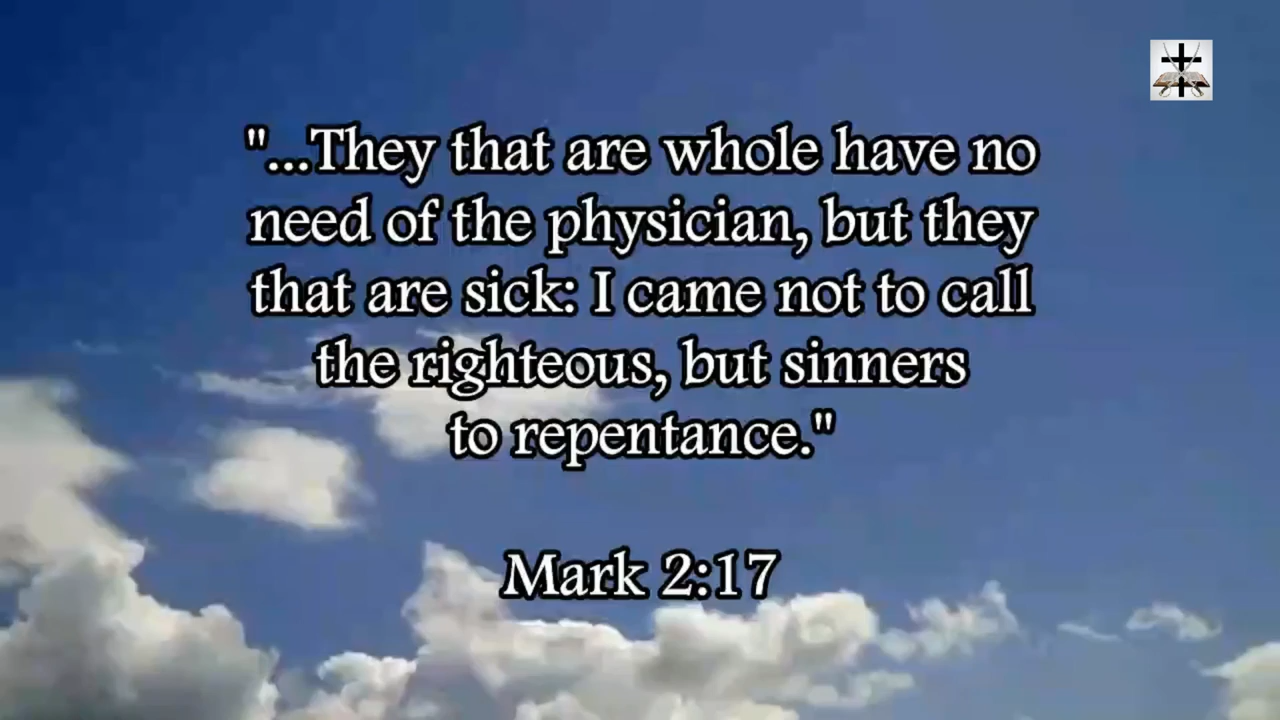 "...They that are whole have no
need of the physician, but they
that are sick: I came not to call
the righteous, but sinners
to repentance."
Mark 2:17